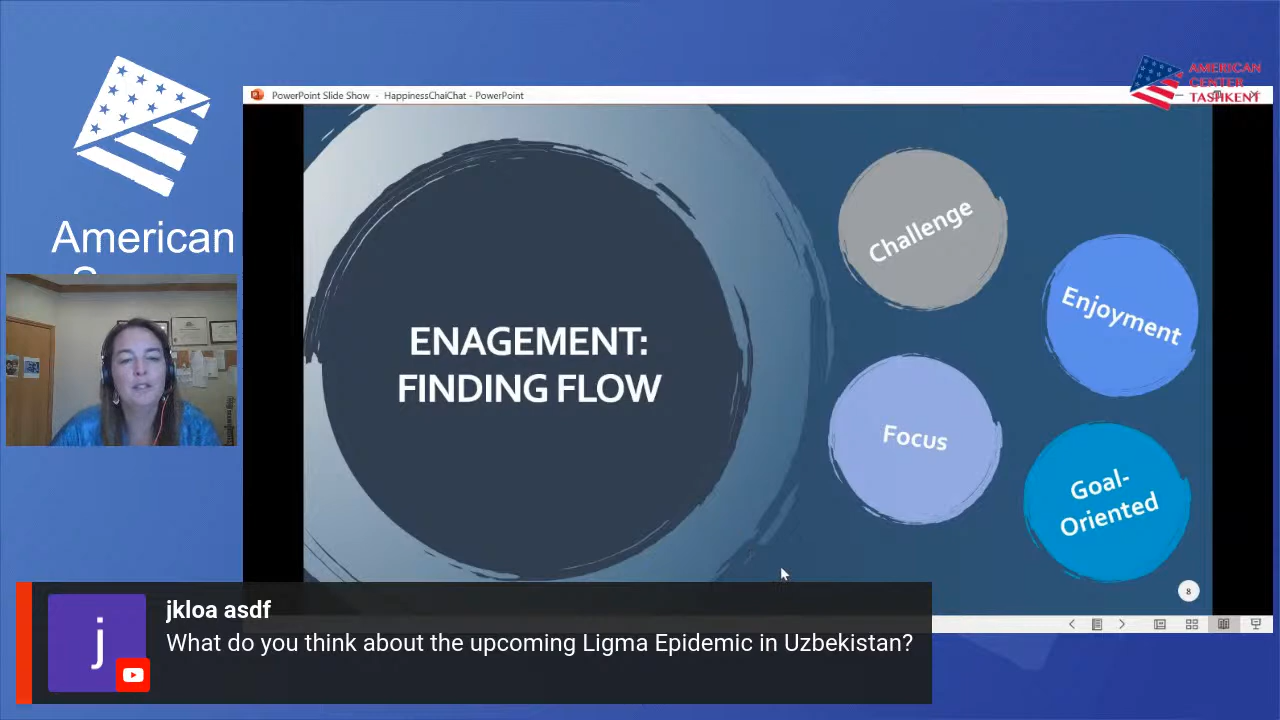 American
AMERICAN
CENTER
TASHKENT
PowerPoint Slide Show - HappinessChaiChat - PowerPoint
ENAGEMENT:
FINDING FLOW
Challenge
Enjoyment
Focus
Goal-
Oriented
8
j
jkloa asdf
What do you think about the upcoming Ligma Epidemic in Uzbekistan?